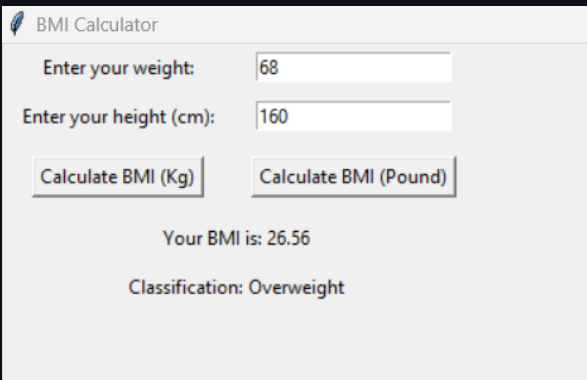 BMI Calculator
Enter your weight: 68
Enter your height (cm): 160
Calculate BMI (Kg) Calculate BMI (Pound)
Your BMI is: 26.56
Classification: Overweight